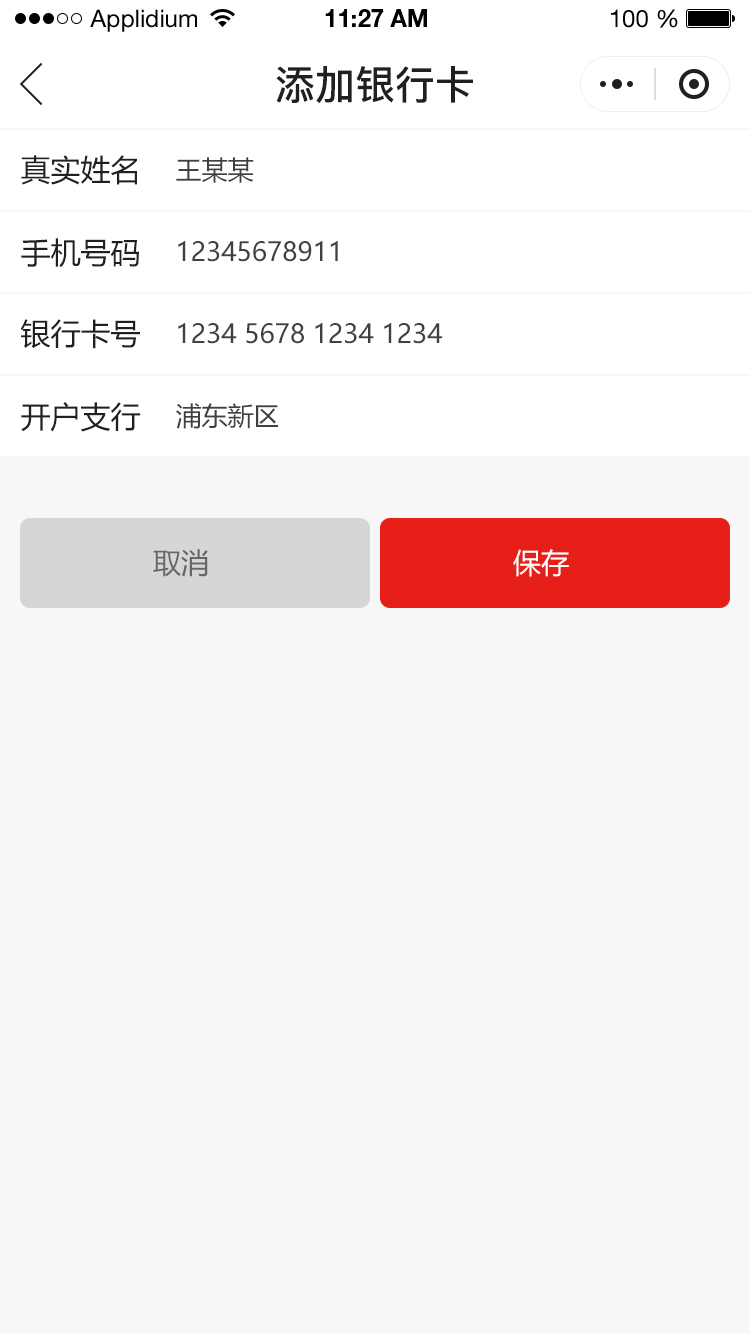 Applidium 11:27 AM 100 %
添加银行卡
真实姓名 王某某
手机号码 12345678911
银行卡号 1234 5678 1234 1234
开户支行 浦东新区
取消 保存